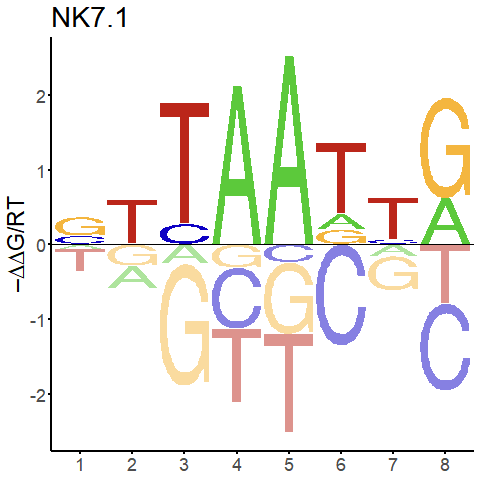 NK7.1
−ΔΔG/RT
2
1
0
-1
-2
G T T A A T T G
C C A C A
G
A T G A G C A T
T A G C G C G C
T T
1 2 3 4 5 6 7 8